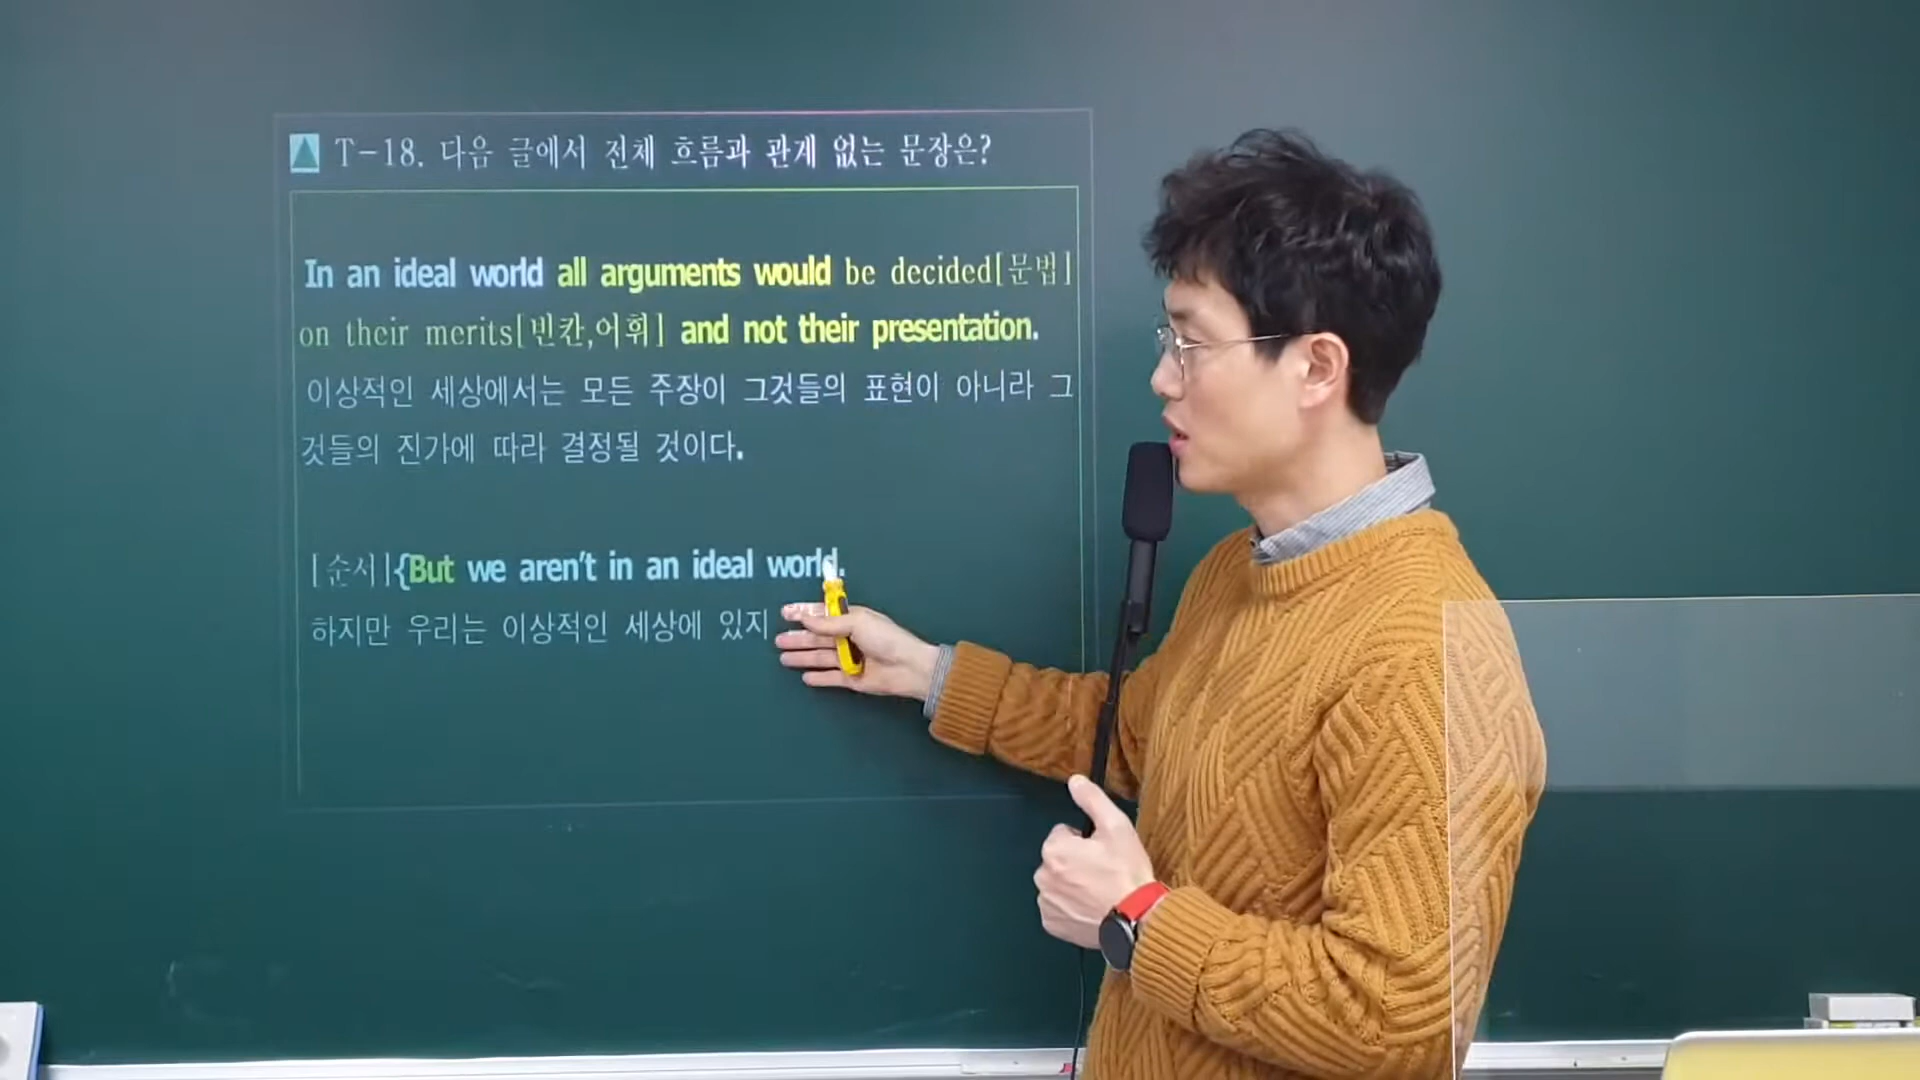 T-18. 다음 글에서 전체 흐름과 관계 없는 문장은?
In an ideal world all arguments would be decided[문법]
on their merits[빈칸,어휘] and not their presentation.
이상적인 세상에서는 모든 주장이 그것들의 표현이 아니라 그
것들의 진가에 따라 결정될 것이다.
[순서]{But we aren't in an ideal world.
하지만 우리는 이상적인 세상에 있지